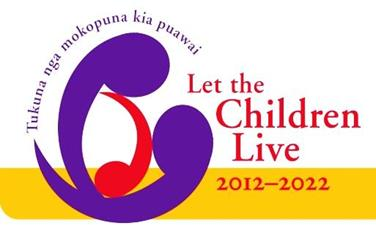 Tukuna nga mokopuna kia puawai
Let the
Children
Live
2012–2022